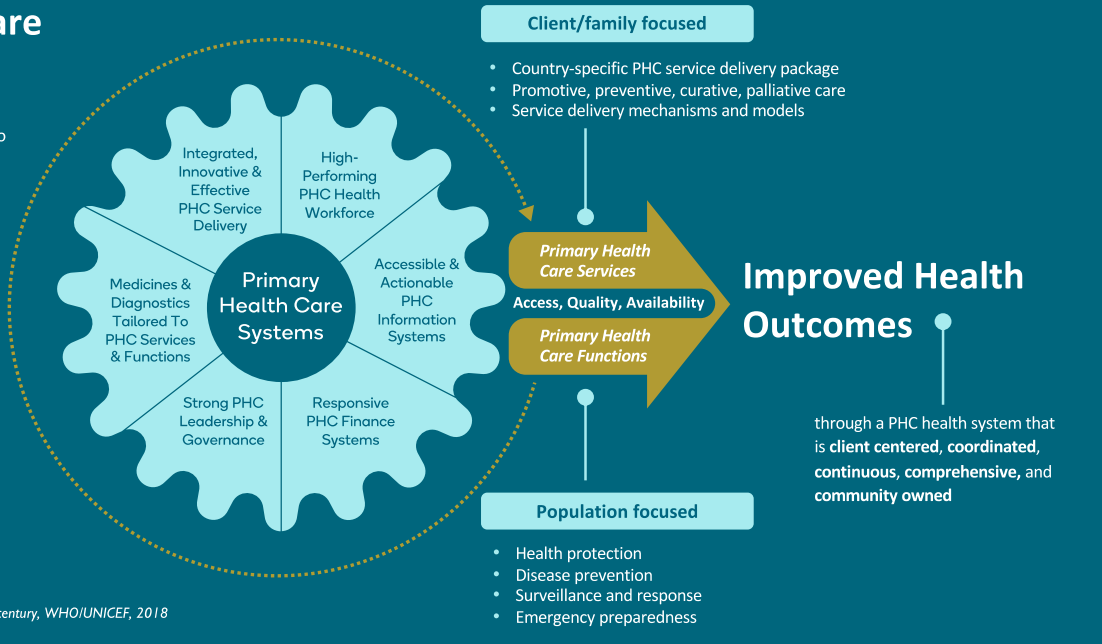 are
o
Client/family focused
• Country-specific PHC service delivery package
• Promotive, preventive, curative, palliative care
• Service delivery mechanisms and models
Integrated,
Innovative &
Effective
PHC Service
Delivery
High-
Performing
PHC Health
Workforce
Medicines &
Diagnostics
Tailored To
PHC Services
& Functions
Primary
Health Care
Systems
Accessible &
Actionable
PHC
Information
Systems
Strong PHC
Leadership &
Governance
Responsive
PHC Finance
Systems
Primary Health
Care Services
Access, Quality, Availability
Primary Health
Care Functions
Improved Health
Outcomes
through a PHC health system that
is client centered, coordinated,
continuous, comprehensive, and
community owned
Population focused
• Health protection
• Disease prevention
• Surveillance and response
• Emergency preparedness
century, WHO/UNICEF, 2018